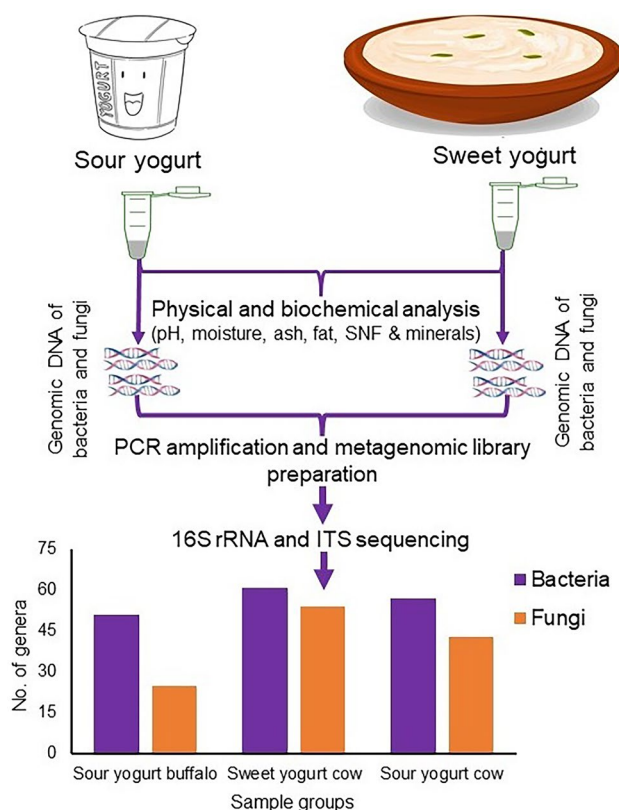 YOGURT
Sour yogurt
Sweet yogurt
Physical and biochemical analysis
(pH, moisture, ash, fat, SNF & minerals)
Genomic DNA of
bacteria and fungi
Genomic DNA of
bacteria and fungi
PCR amplification and metagenomic library
preparation
16S rRNA and ITS sequencing
75
60
45
30
15
0
No. of genera
Bacteria
Fungi
Sour yogurt buffalo
Sweet yogurt cow
Sour yogurt cow
Sample groups